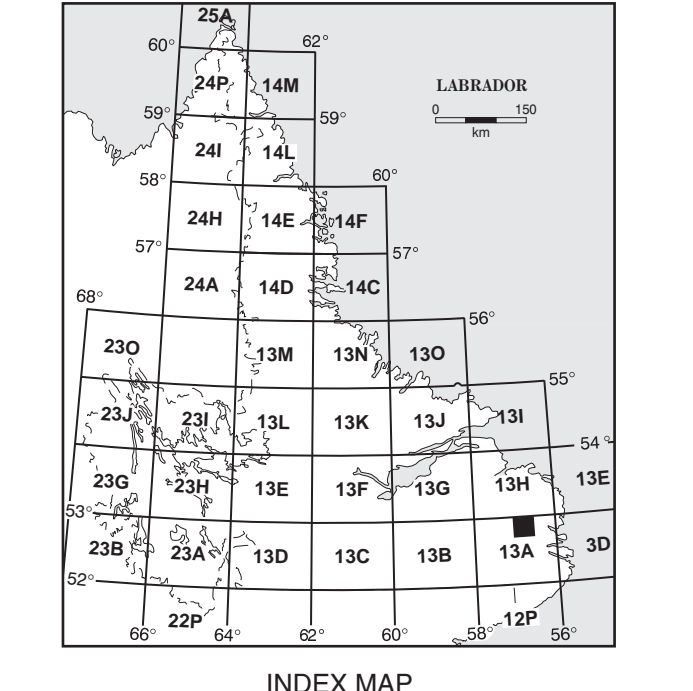 25A
60° 62°
LABRADOR
24P 14M
0 150
km
59° 59°
24I 14L
58° 60°
24H 14E 14F
57° 57°
24A 14D 14C
68°
56°
23O 13M 13N 13O
55°
23J 23I 13L 13K 13J 13I
54°
23G 23H 13E 13F 13G 13H 13E
53°
23B 23A 13D 13C 13B 13A 3D
52°
22P 12P
66° 64° 62° 60° 58° 56°
INDEX MAP